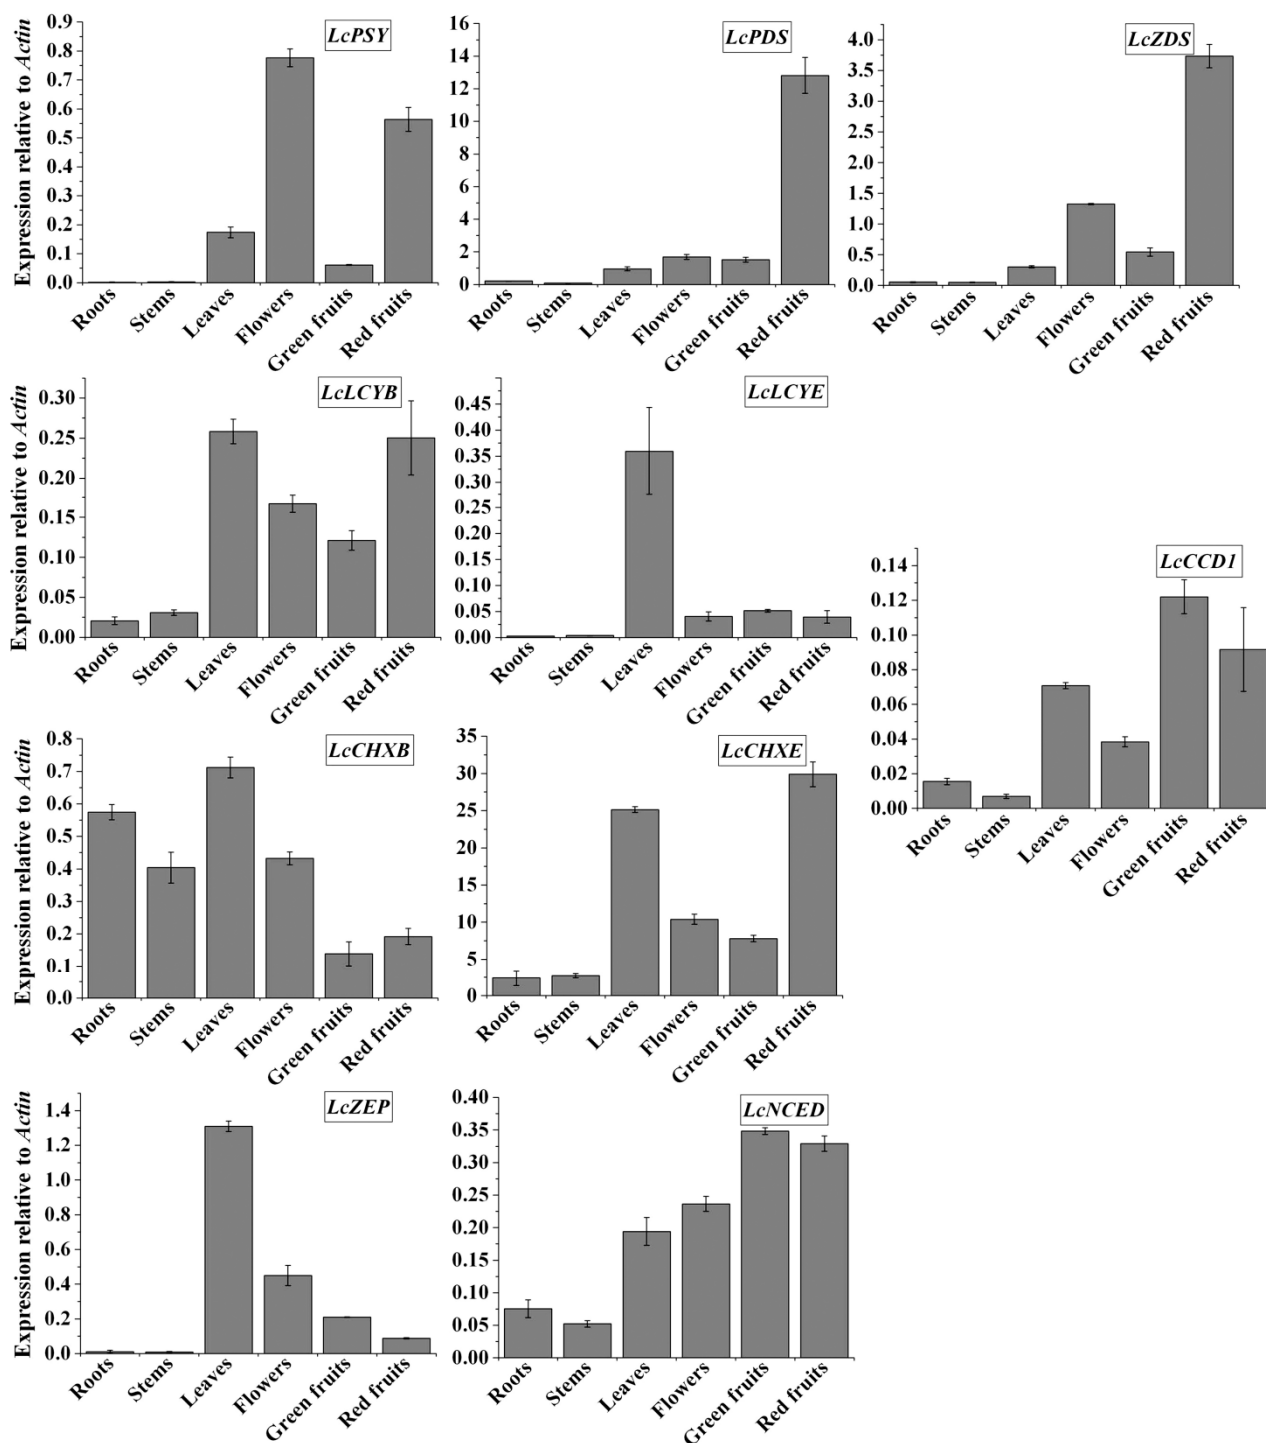 LcPSY
Expression relative to Actin
0.9
0.8
0.7
0.6
0.5
0.4
0.3
0.2
0.1
0.0
Roots
Stems
Leaves
Flowers
Green fruits
Red fruits
LcPDS
16
14
12
10
8
6
4
2
0
Roots
Stems
Leaves
Flowers
Green fruits
Red fruits
LcZDS
4.0
3.5
3.0
2.5
2.0
1.5
1.0
0.5
0.0
Roots
Stems
Leaves
Flowers
Green fruits
Red fruits
LcLCYB
Expression relative to Actin
0.30
0.25
0.20
0.15
0.10
0.05
0.00
Roots
Stems
Leaves
Flowers
Green fruits
Red fruits
LcLCYE
0.45
0.40
0.35
0.30
0.25
0.20
0.15
0.10
0.05
0.00
Roots
Stems
Leaves
Flowers
Green fruits
Red fruits
LcCCD1
0.14
0.12
0.10
0.08
0.06
0.04
0.02
0.00
Roots
Stems
Leaves
Flowers
Green fruits
Red fruits
LcCHXB
Expression relative to Actin
0.8
0.7
0.6
0.5
0.4
0.3
0.2
0.1
0.0
Roots
Stems
Leaves
Flowers
Green fruits
Red fruits
LcCHXE
35
30
25
20
15
10
5
0
Roots
Stems
Leaves
Flowers
Green fruits
Red fruits
LcZEP
Expression relative to Actin
1.4
1.2
1.0
0.8
0.6
0.4
0.2
0.0
Roots
Stems
Leaves
Flowers
Green fruits
Red fruits
LcNCED
0.40
0.35
0.30
0.25
0.20
0.15
0.10
0.05
0.00
Roots
Stems
Leaves
Flowers
Green fruits
Red fruits